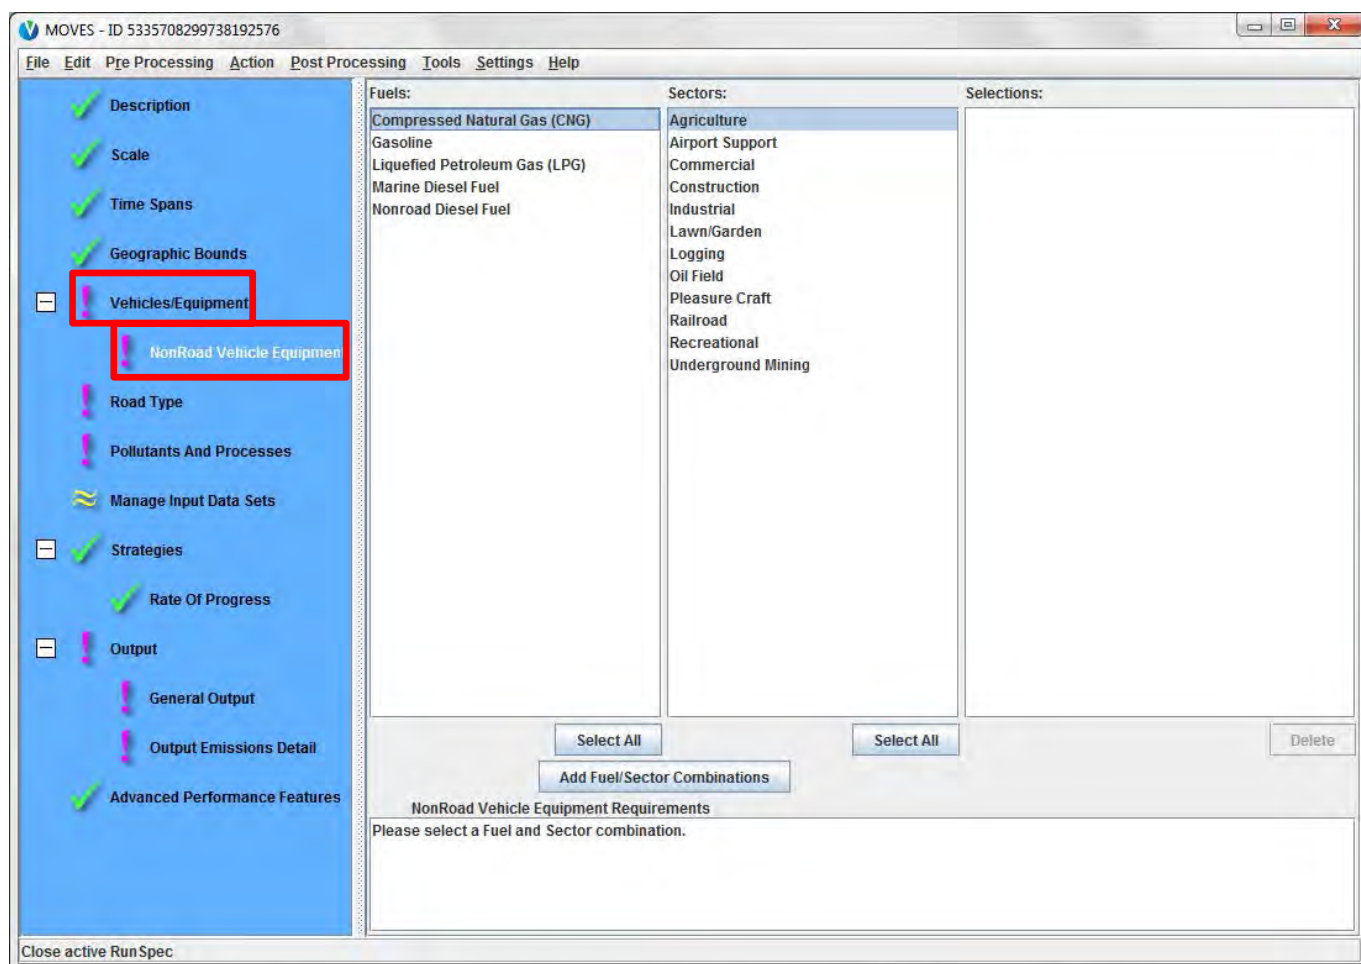 MOVES - ID 5335708299738192576
File Edit Pre Processing Action Post Processing Tools Settings Help
Description
Scale
Time Spans
Geographic Bounds
Vehicles/Equipment
NonRoad Vehicle Equipmen
Road Type
Pollutants And Processes
Manage Input Data Sets
Strategies
Rate Of Progress
Output
General Output
Output Emissions Detail
Advanced Performance Features
Fuels:
Compressed Natural Gas (CNG)
Gasoline
Liquefied Petroleum Gas (LPG)
Marine Diesel Fuel
Nonroad Diesel Fuel
Select All
Sectors:
Agriculture
Airport Support
Commercial
Construction
Industrial
Lawn/Garden
Logging
Oil Field
Pleasure Craft
Railroad
Recreational
Underground Mining
Select All
Selections:
Delete
Add Fuel/Sector Combinations
NonRoad Vehicle Equipment Requirements
Please select a Fuel and Sector combination.
Close active RunSpec